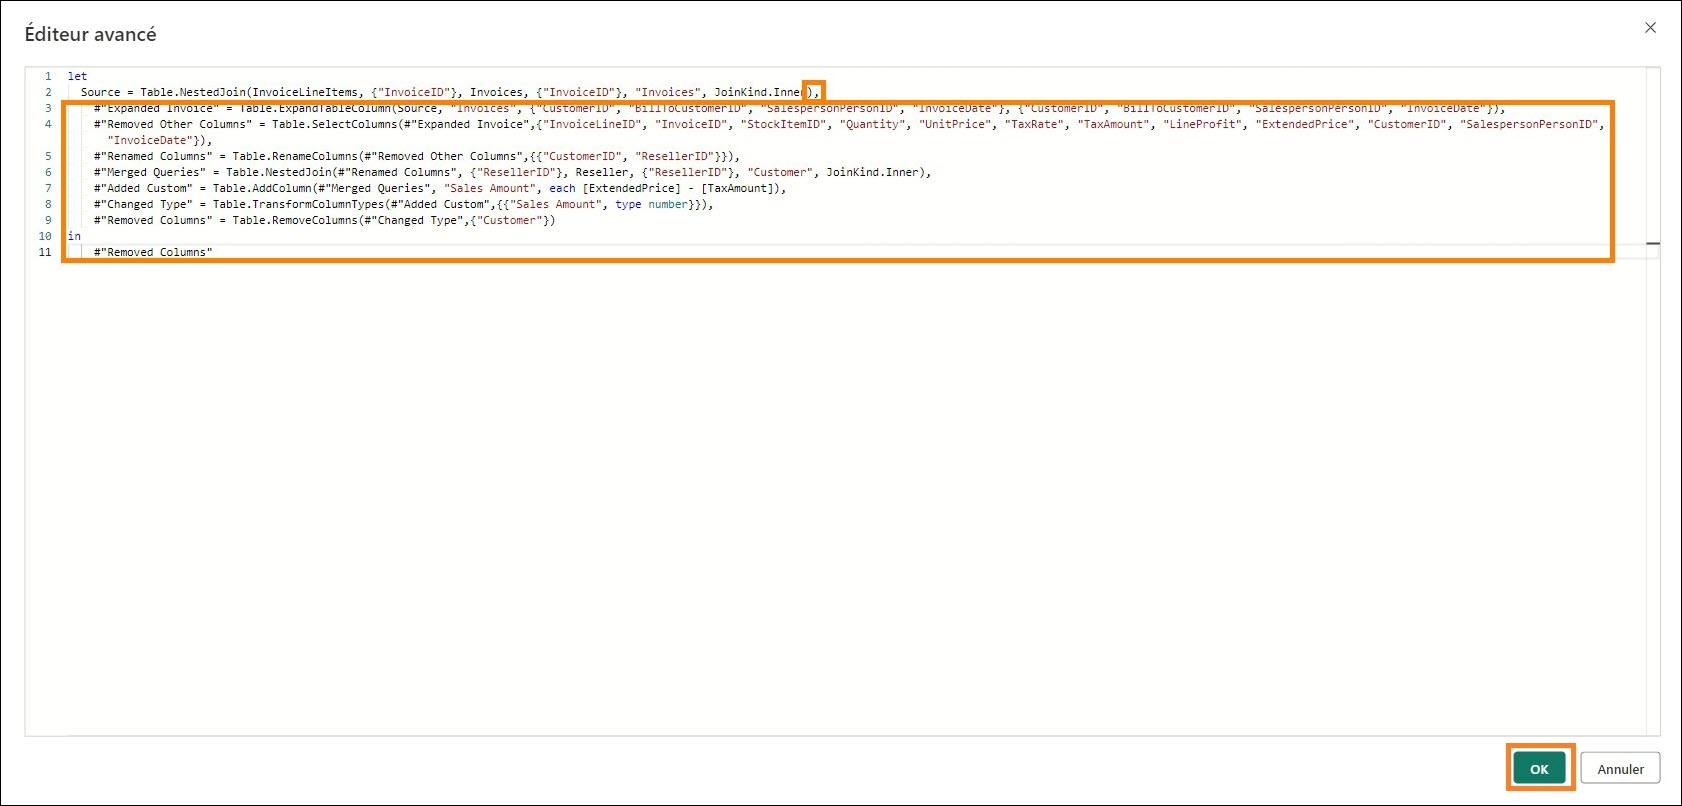 Éditeur avancé
1 let
2 Source = Table.NestedJoin(InvoiceLineItems, {"InvoiceID"}, Invoices, {"InvoiceID"}, "Invoices", JoinKind.Inner),
3 #"Expanded Invoice" = Table.ExpandTableColumn(Source, "Invoices", {"CustomerID", "BillToCustomerID", "SalespersonPersonID", "InvoiceDate"}, {"CustomerID", "BillToCustomerID", "SalespersonPersonID", "InvoiceDate"}),
4 #"Removed Other Columns" = Table.SelectColumns(#"Expanded Invoice",{"InvoiceLineID", "InvoiceID", "StockItemID", "Quantity", "UnitPrice", "TaxRate", "TaxAmount", "LineProfit", "ExtendedPrice", "CustomerID", "SalespersonPersonID",
"InvoiceDate"}),
5 #"Renamed Columns" = Table.RenameColumns(#"Removed Other Columns",{{"CustomerID", "ResellerID"}}),
6 #"Merged Queries" = Table.NestedJoin(#"Renamed Columns", {"ResellerID"}, Reseller, {"ResellerID"}, "Customer", JoinKind.Inner),
7 #"Added Custom" = Table.AddColumn(#"Merged Queries", "Sales Amount", each [ExtendedPrice] - [TaxAmount]),
8 #"Changed Type" = Table.TransformColumnTypes(#"Added Custom",{{"Sales Amount", type number}}),
9 #"Removed Columns" = Table.RemoveColumns(#"Changed Type",{"Customer"})
10 in
11 #"Removed Columns"
OK
Annuler